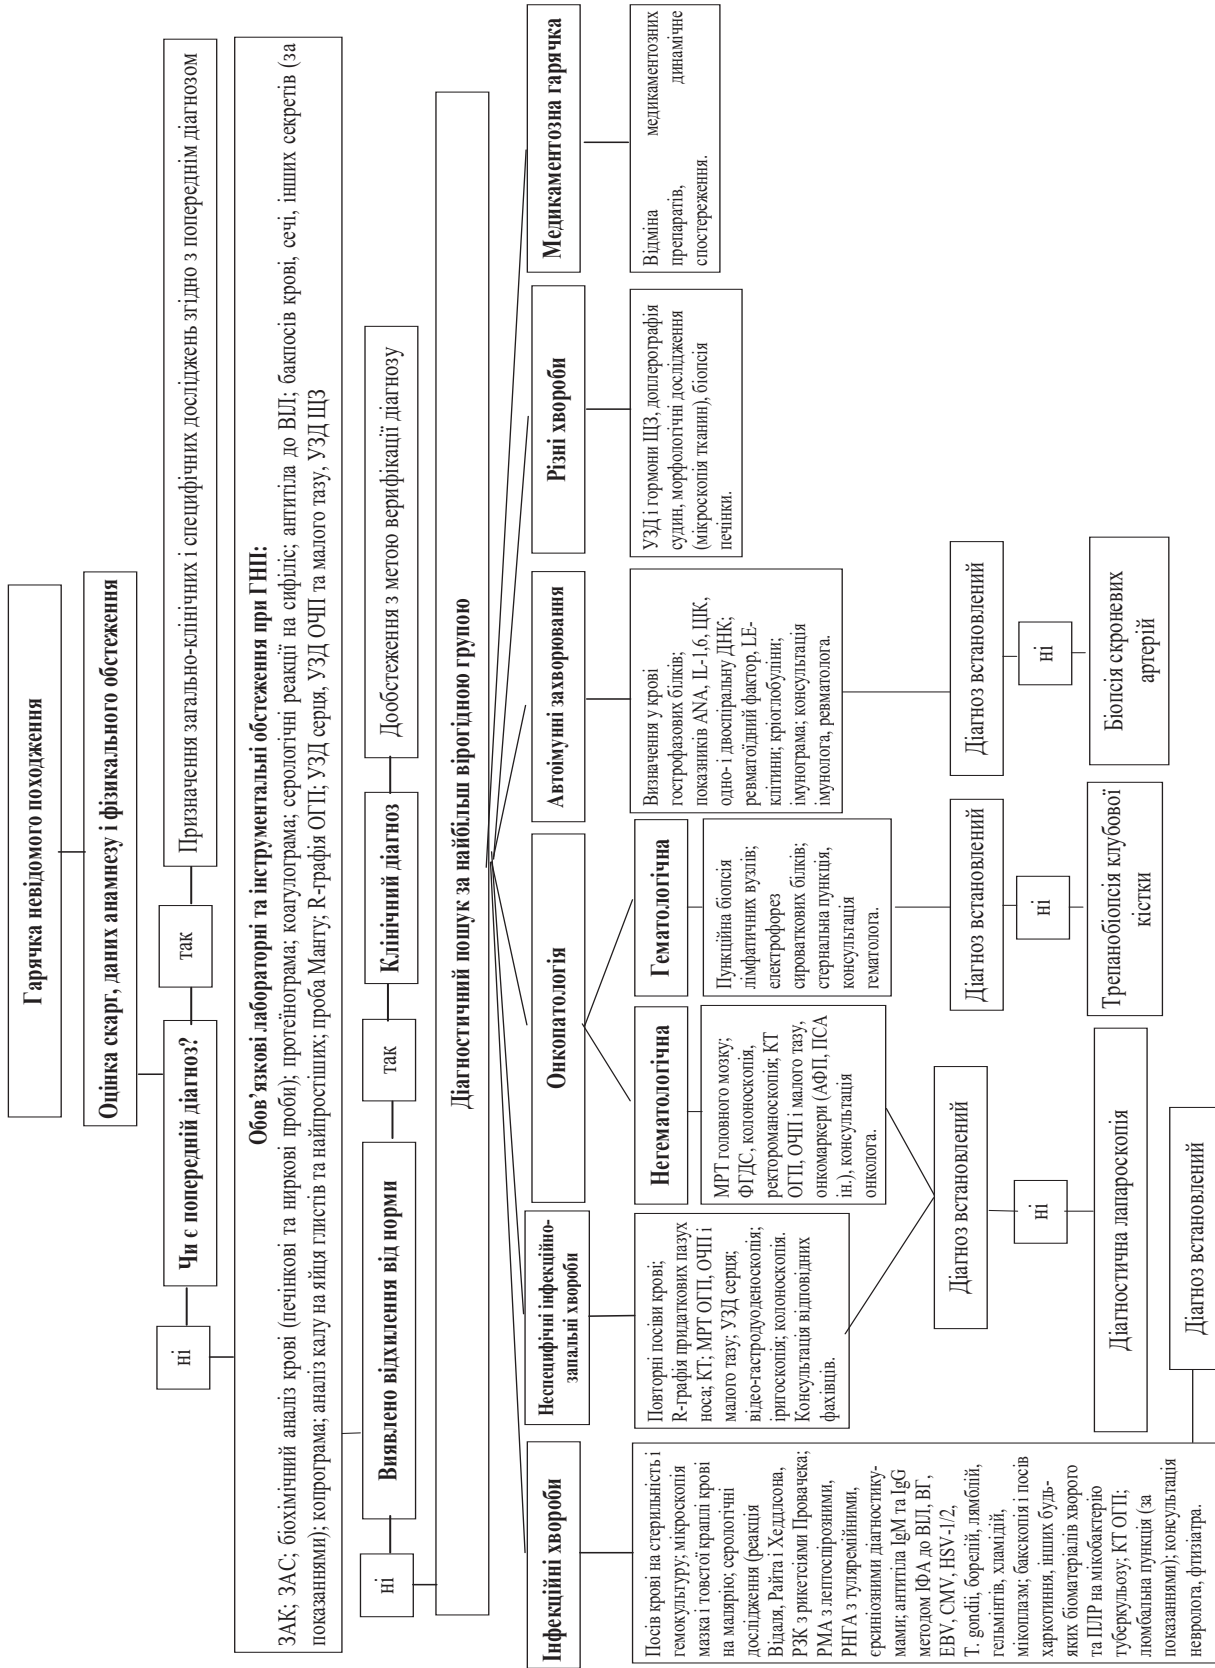 Гарячка невідомого походження
Оцінка скарг, даних анамнезу і фізикального обстеження
ні
Чи є попередній діагноз?
так
Призначення загально-клінічних і специфічних досліджень згідно з попереднім діагнозом
Обов’язкові лабораторні та інструментальні обстеження при ГНП:
ЗАК; ЗАС; біохімічний аналіз крові (печінкові та ниркові проби); протеїнограма; коагулограма; серологічні реакції на сифіліс; антитіла до ВІЛ; бакпосів крові, сечі, інших секретів (за
показаннями); копрограма; аналіз калу на яйця глистів та найпростіших; проба Манту; R-графія ОГП; УЗД серця, УЗД ОЧП та малого тазу, УЗД ЩЗ
ні
Виявлено відхилення від норми
так
Клінічний діагноз
Дообстеження з метою верифікації діагнозу
Діагностичний пошук за найбільш вірогідною групою
Інфекційні хвороби
Неспецифічні інфекційно-
запальні хвороби
Онкопатологія
Автоімунні захворювання
Різні хвороби
Медикаментозна гарячка
Негематологічна
Гематологічна
Посів крові на стерильність і
гемокультуру; мікроскопія
мазка і товстої краплі крові
на малярію; серологічні
дослідження (реакція
Відаля, Райта і Хеддлсона,
РЗК з рикетсіями Провачека;
РМА з лептоспірозними,
РНГА з туляремійними,
єрсиніозними діагностику-
мами; антитіла IgM та IgG
методом ІФА до ВІЛ, ВГ,
EBV, CMV, HSV-1/2,
T. gondii, борелій, лямблій,
гельмінтів, хламідій,
мікоплазм; баксkопія і посів
харкотиння, інших будь-
яких біоматеріалів хворого
та ПЛР на мікобактерію
туберкульозу; КТ ОГП;
люмбальна пункція (за
показаннями); консультація
невролога, фтизіатра.
Повторні посіви крові;
R-графія придаткових пазух
носа; КТ; МРТ ОГП, ОЧП і
малого тазу; УЗД серця;
відео-гастродуоденоскопія;
іригоскопія; колоноскопія.
Консультація відповідних
фахівців.
МРТ головного мозку;
ФГДС, колоноскопія,
ректороманоскопія; КТ
ОГП, ОЧП і малого тазу,
онкомаркери (АФП, ПСА
ін.), консультація
онколога.
Пункційна біопсія
лімфатичних вузлів;
електрофорез
сироваткових білків;
стернальна пункція,
консультація
гематолога.
Визначення у крові
гострофазових білків;
показників ANA, IL-1,6, ЦІК,
одно- і двоспіральну ДНК;
ревматоїдний фактор, LE-
клітини; кріоглобуліни;
імунограма; консультація
імунолога, ревматолога.
УЗД і гормони ЩЗ, доплерографія
судин, морфологічні дослідження
(мікроскопія тканин), біопсія
печінки.
Відміна медикаментозних
препаратів, динамічне
спостереження.
Діагноз встановлений
Діагноз встановлений
Діагноз встановлений
ні
ні
ні
Діагностична лапароскопія
Трепанобіопсія клубової
кістки
Біопсія скроневих
артерій
Діагноз встановлений